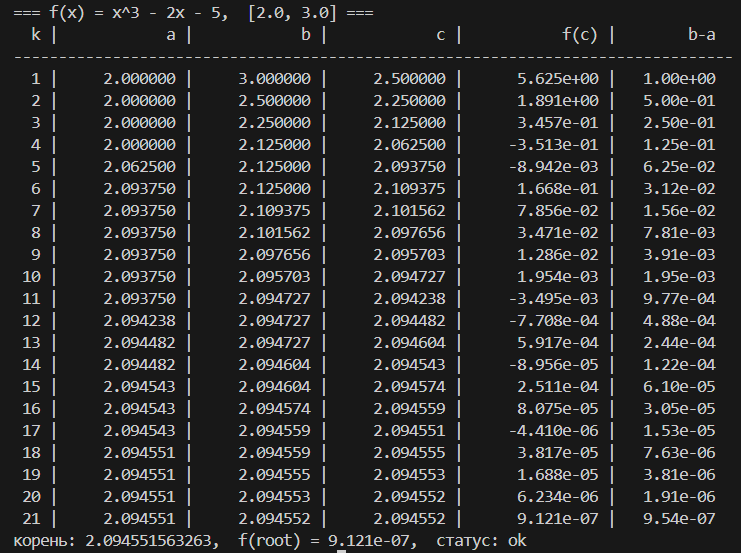 === f(x) = x^3 - 2x - 5,  [2.0, 3.0] ===
  k |            a |            b |            c |         f(c) |       b-a
------------------------------------------------------------------------
  1 |     2.000000 |     3.000000 |     2.500000 |    5.625e+00 |  1.00e+00
  2 |     2.000000 |     2.500000 |     2.250000 |    1.891e+00 |  5.00e-01
  3 |     2.000000 |     2.250000 |     2.125000 |    3.457e-01 |  2.50e-01
  4 |     2.000000 |     2.125000 |     2.062500 |   -3.513e-01 |  1.25e-01
  5 |     2.062500 |     2.125000 |     2.093750 |   -8.942e-03 |  6.25e-02
  6 |     2.093750 |     2.125000 |     2.109375 |    1.668e-01 |  3.12e-02
  7 |     2.093750 |     2.109375 |     2.101562 |    7.856e-02 |  1.56e-02
  8 |     2.093750 |     2.101562 |     2.097656 |    3.471e-02 |  7.81e-03
  9 |     2.093750 |     2.097656 |     2.095703 |    1.286e-02 |  3.91e-03
 10 |     2.093750 |     2.095703 |     2.094727 |    1.954e-03 |  1.95e-03
 11 |     2.093750 |     2.094727 |     2.094238 |   -3.495e-03 |  9.77e-04
 12 |     2.094238 |     2.094727 |     2.094482 |   -7.708e-04 |  4.88e-04
 13 |     2.094482 |     2.094727 |     2.094604 |    5.917e-04 |  2.44e-04
 14 |     2.094482 |     2.094604 |     2.094543 |   -8.956e-05 |  1.22e-04
 15 |     2.094543 |     2.094604 |     2.094574 |    2.511e-04 |  6.10e-05
 16 |     2.094543 |     2.094574 |     2.094559 |    8.075e-05 |  3.05e-05
 17 |     2.094543 |     2.094559 |     2.094551 |   -4.410e-06 |  1.53e-05
 18 |     2.094551 |     2.094559 |     2.094555 |    3.817e-05 |  7.63e-06
 19 |     2.094551 |     2.094555 |     2.094553 |    1.688e-05 |  3.81e-06
 20 |     2.094551 |     2.094553 |     2.094552 |    6.234e-06 |  1.91e-06
 21 |     2.094551 |     2.094552 |     2.094552 |    9.121e-07 |  9.54e-07
корень: 2.094551563263,  f(root) = 9.121e-07,  статус: ok